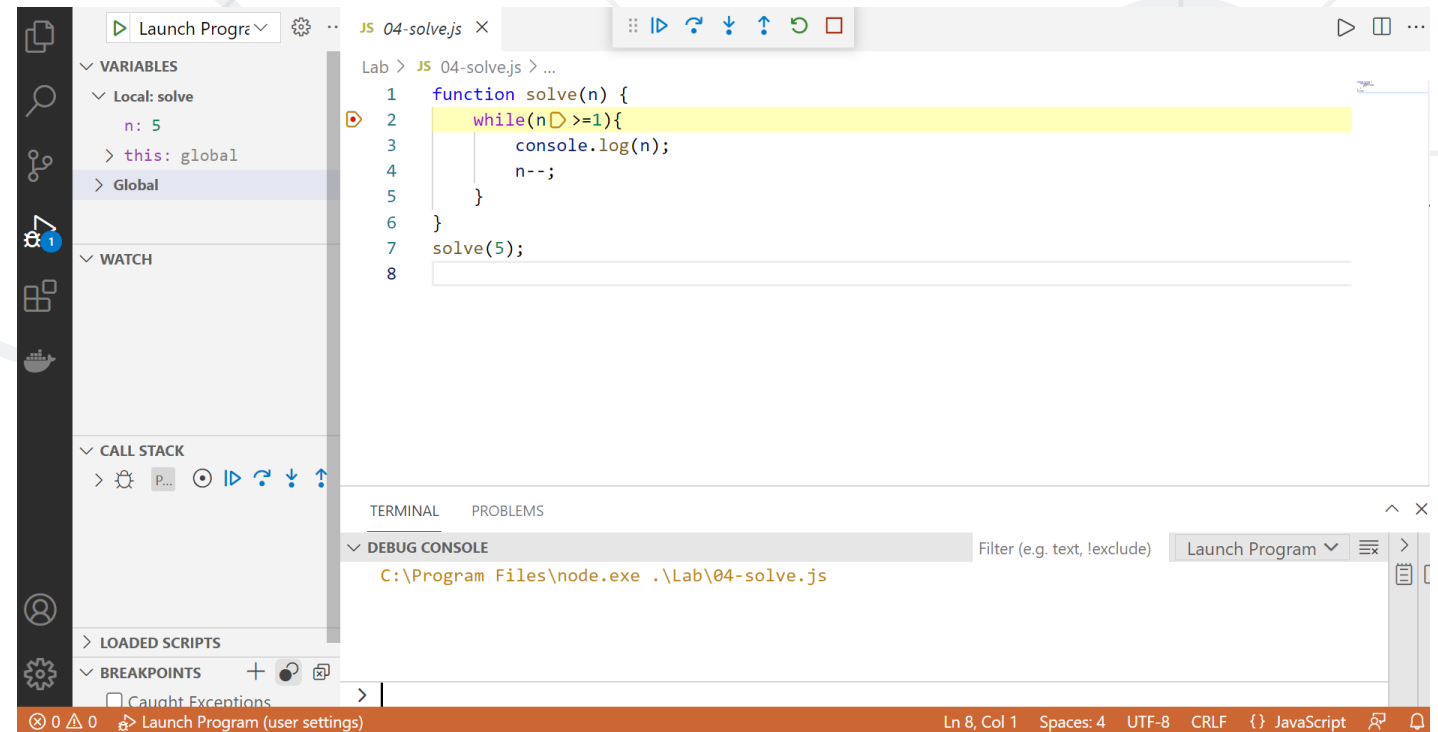 Launch Progra
VARIABLES
Local: solve
n: 5
this: global
Global
WATCH
CALL STACK
P...
LOADED SCRIPTS
BREAKPOINTS
Caught Exceptions
1
JS 04-solve.js
Lab > JS 04-solve.js > ...
1 function solve(n) {
2 while(n >=1){
3 console.log(n);
4 n--;
5 }
6 }
7 solve(5);
8
TERMINAL PROBLEMS
DEBUG CONSOLE Filter (e.g. text, !exclude) Launch Program
C:\Program Files\node.exe .\Lab\04-solve.js
>
0 0 Launch Program (user settings) Ln 8, Col 1 Spaces: 4 UTF-8 CRLF {} JavaScript